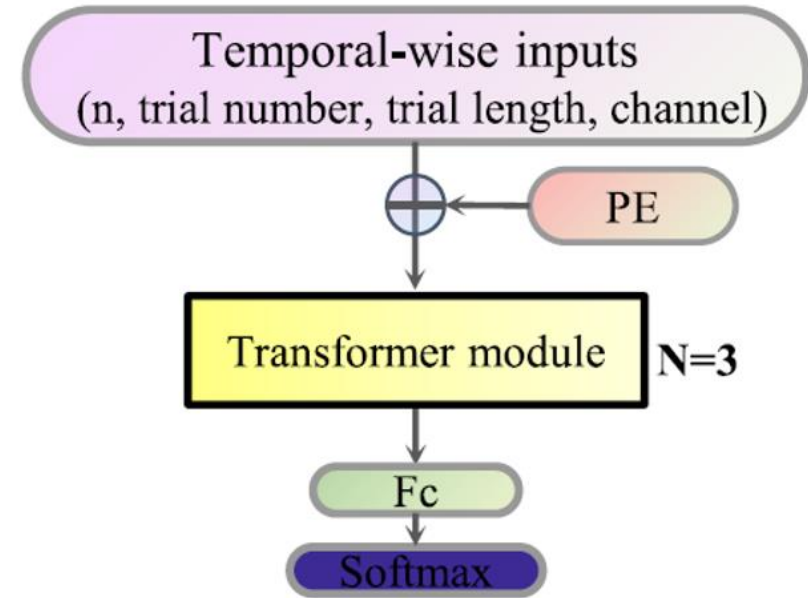 Temporal-wise inputs
(n, trial number, trial length, channel)
PE
Transformer module
N=3
Fc
Softmax